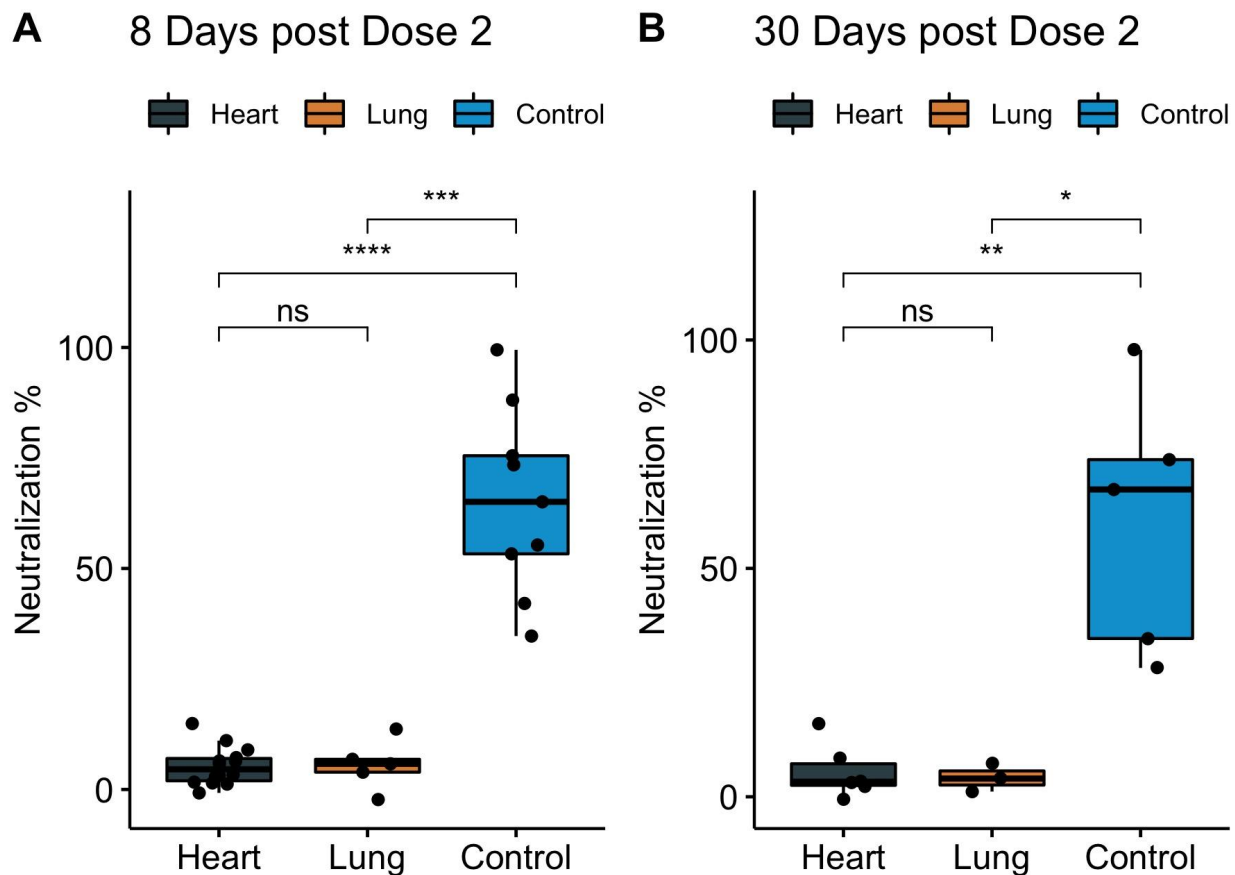 A 8 Days post Dose 2
Heart Lung Control
***
****
ns
100
50
0
Neutralization %
Heart Lung Control
B 30 Days post Dose 2
Heart Lung Control
*
**
ns
100
50
0
Neutralization %
Heart Lung Control